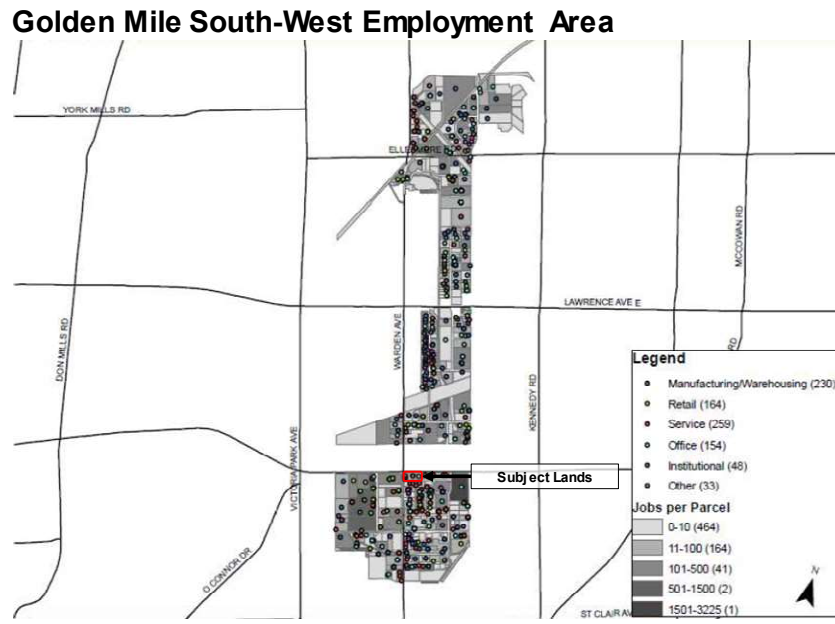 Golden Mile South-West Employment Area
YORK MILLS RD
ELLESMERE RD
MCCOWAN RD
LAWRENCE AVE E
WARDEN AVE
DON MILLS RD
KENNEDY RD
RD
VICTORIA PARK AVE
O CONNOR DR
ST CLAIR AV
Subject Lands
Legend
Manufacturing/Warehousing (230)
Retail (164)
Service (259)
Office (154)
Institutional (48)
Other (33)
Jobs per Parcel
0-10 (464)
11-100 (164)
101-500 (41)
501-1500 (2)
1501-3225 (1)
N